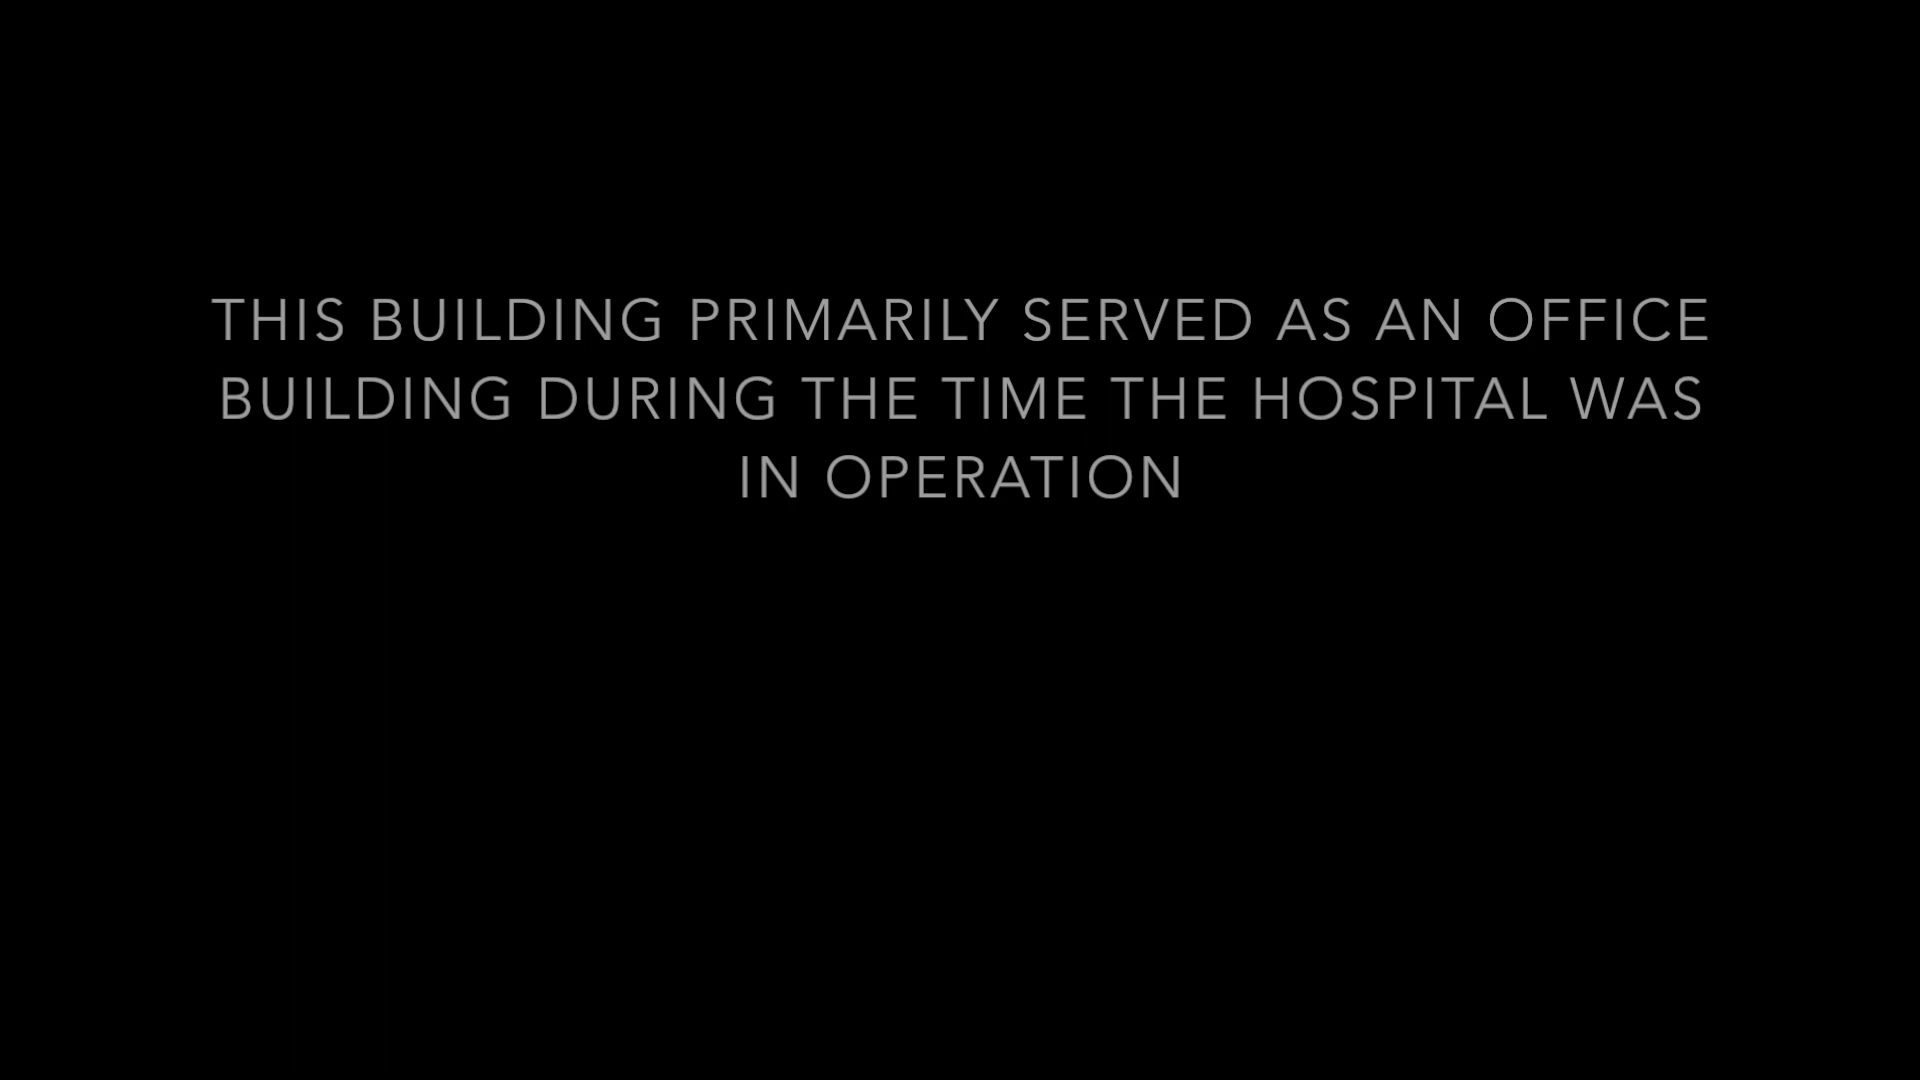 THIS BUILDING PRIMARILY SERVED AS AN OFFICE
BUILDING DURING THE TIME THE HOSPITAL WAS
IN OPERATION